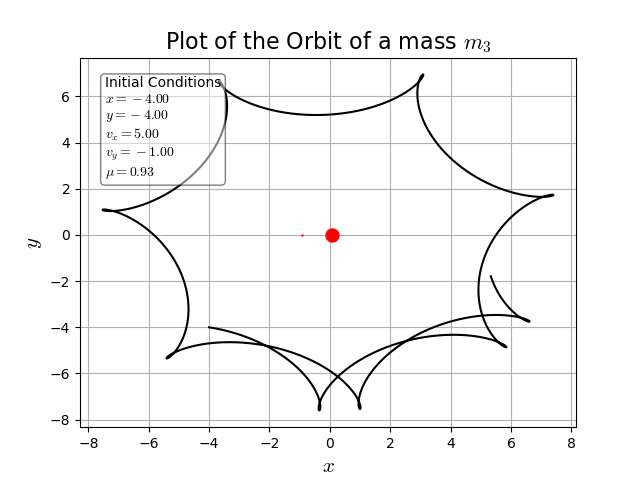 Plot of the Orbit of a mass m₃
Initial Conditions
x = −4.00
y = −4.00
vₓ = 5.00
v_y = −1.00
μ = 0.93
6
4
2
0
−2
−4
−6
−8
y
−8 −6 −4 −2 0 2 4 6 8
x